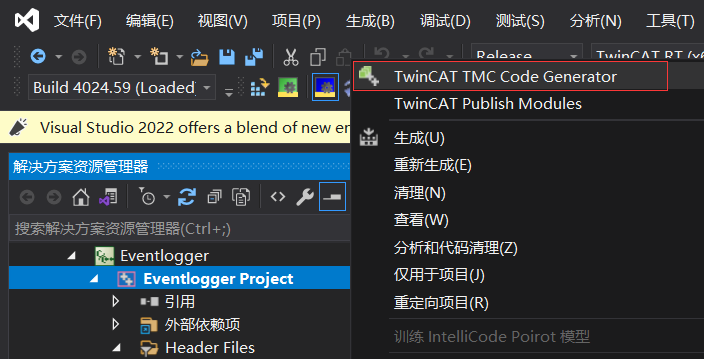 文件(F) 编辑(E) 视图(V) 项目(P) 生成(B) 调试(D) 测试(S) 分析(N) 工具(T)
Release TwinCAT RT (x6
Build 4024.59 (Loaded)
Visual Studio 2022 offers a blend of new en
解决方案资源管理器
搜索解决方案资源管理器(Ctrl+;)
Eventlogger
Eventlogger Project
引用
外部依赖项
Header Files
TwinCAT TMC Code Generator
TwinCAT Publish Modules
生成(U)
重新生成(E)
清理(N)
查看(W)
分析和代码清理(Z)
仅用于项目(J)
重定向项目(R)
训练 IntelliCode Poirot 模型